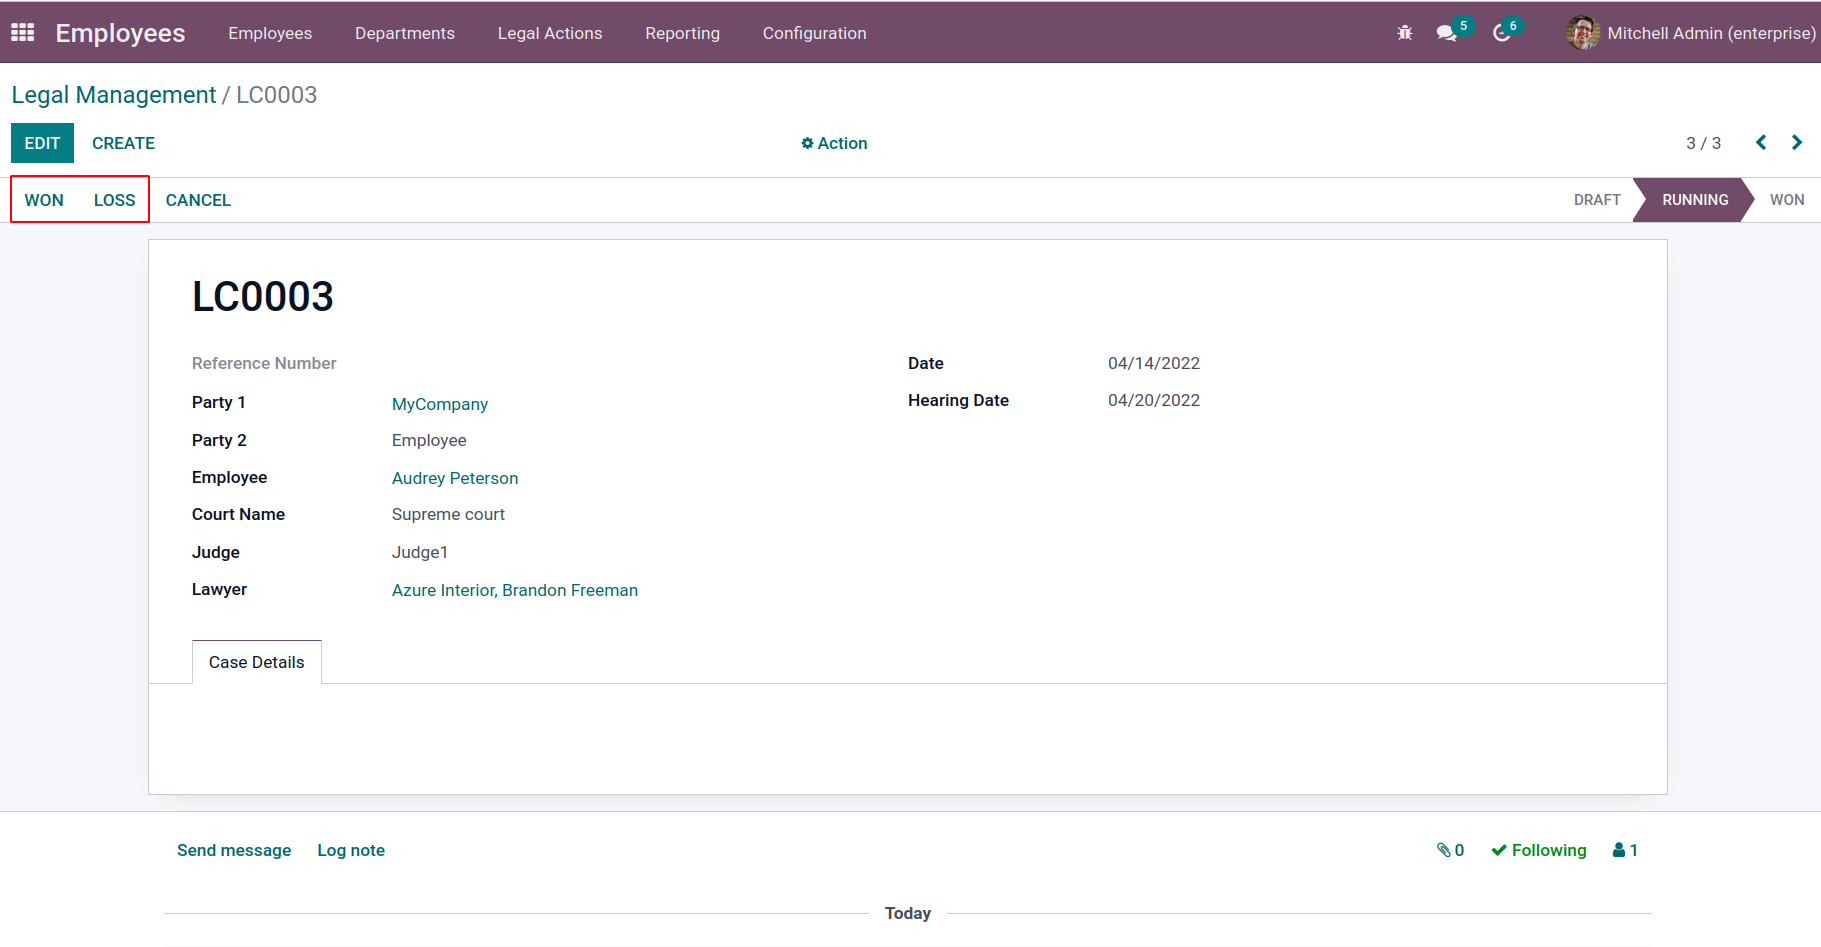 Employees Employees Departments Legal Actions Reporting Configuration 5 6 Mitchell Admin (enterprise)
Legal Management / LC0003
EDIT CREATE Action 3 / 3
WON LOSS CANCEL DRAFT RUNNING WON
LC0003
Reference Number Date 04/14/2022
Party 1 MyCompany Hearing Date 04/20/2022
Party 2 Employee
Employee Audrey Peterson
Court Name Supreme court
Judge Judge1
Lawyer Azure Interior, Brandon Freeman
Case Details
Send message Log note 0 Following 1
Today